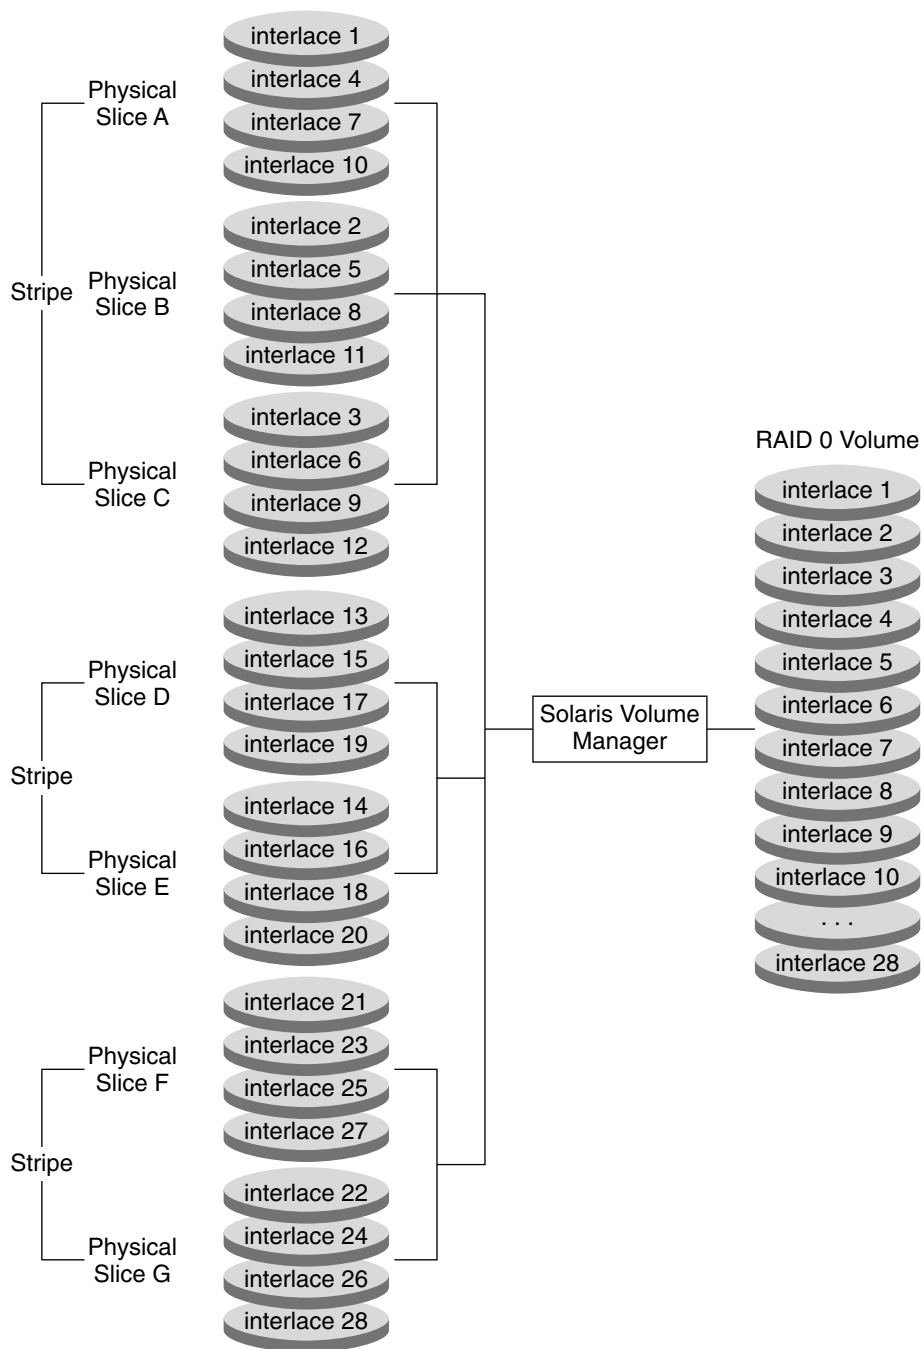 interlace 1
interlace 4
interlace 7
interlace 10
Physical
Slice A
interlace 2
interlace 5
interlace 8
interlace 11
Physical
Slice B
Stripe
interlace 3
interlace 6
interlace 9
interlace 12
Physical
Slice C
interlace 13
interlace 15
interlace 17
interlace 19
Physical
Slice D
Stripe
interlace 14
interlace 16
interlace 18
interlace 20
Physical
Slice E
interlace 21
interlace 23
interlace 25
interlace 27
Physical
Slice F
Stripe
interlace 22
interlace 24
interlace 26
interlace 28
Physical
Slice G
Solaris Volume
Manager
RAID 0 Volume
interlace 1
interlace 2
interlace 3
interlace 4
interlace 5
interlace 6
interlace 7
interlace 8
interlace 9
interlace 10
. . .
interlace 28